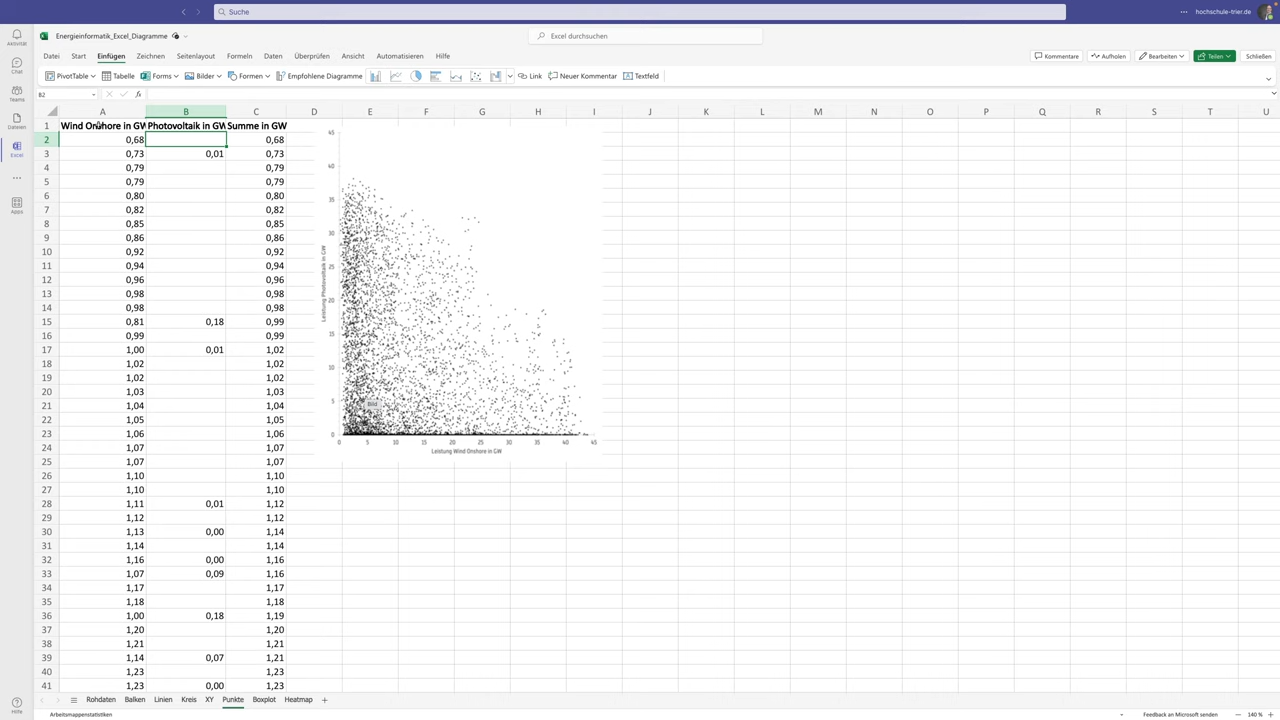 Suche
hochschule-trier.de
Aktivität
Energieinformatik_Excel_Diagramme
Excel durchsuchen
Chat
Datei Start Einfügen Zeichnen Seitenlayout Formeln Daten Überprüfen Ansicht Automatisieren Hilfe
Kommentare Aufholen Bearbeiten Teilen Schließen
PivotTable Tabelle Forms Bilder Formen Empfohlene Diagramme Link Neuer Kommentar Textfeld
Teams
B2
fx
Dateien
Excel
Apps
A B C D E F G H I J K L M N O P Q R S T U
1 Wind Onshore in GW Photovoltaik in GW Summe in GW
2 0,68 0,68
3 0,73 0,01 0,73
4 0,79 0,79
5 0,79 0,79
6 0,80 0,80
7 0,82 0,82
8 0,85 0,85
9 0,86 0,86
10 0,92 0,92
11 0,94 0,94
12 0,96 0,96
13 0,98 0,98
14 0,98 0,98
15 0,81 0,18 0,99
16 0,99 0,99
17 1,00 0,01 1,02
18 1,02 1,02
19 1,02 1,02
20 1,03 1,03
21 1,04 1,04
22 1,05 1,05
23 1,06 1,06
24 1,07 1,07
25 1,07 1,07
26 1,10 1,10
27 1,10 1,10
28 1,11 0,01 1,12
29 1,12 1,12
30 1,13 0,00 1,14
31 1,14 1,14
32 1,16 0,00 1,16
33 1,07 0,09 1,16
34 1,17 1,17
35 1,18 1,18
36 1,00 0,18 1,19
37 1,20 1,20
38 1,21 1,21
39 1,14 0,07 1,21
40 1,23 1,23
41 1,23 0,00 1,23
45
40
35
30
25
20
15
10
5
0
Leistung Photovoltaik in GW
0 5 10 15 20 25 30 35 40 45
Leistung Wind Onshore in GW
Rohdaten Balken Linien Kreis XY Punkte Boxplot Heatmap
Hilfe
Arbeitsmappenstatistiken
Feedback an Microsoft senden
140 %